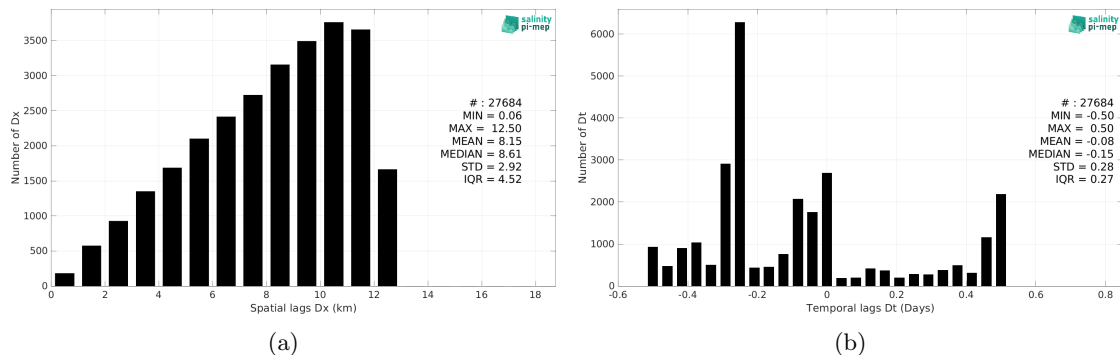 salinity
pi-mep
Number of Dx
3500
3000
2500
2000
1500
1000
500
0
# : 27684
MIN = 0.06
MAX = 12.50
MEAN = 8.15
MEDIAN = 8.61
STD = 2.92
IQR = 4.52
0 2 4 6 8 10 12 14 16 18
Spatial lags Dx (km)
(a)
salinity
pi-mep
Number of Dt
6000
5000
4000
3000
2000
1000
0
# : 27684
MIN = -0.50
MAX = 0.50
MEAN = -0.08
MEDIAN = -0.15
STD = 0.28
IQR = 0.27
-0.6 -0.4 -0.2 0 0.2 0.4 0.6 0.8
Temporal lags Dt (Days)
(b)